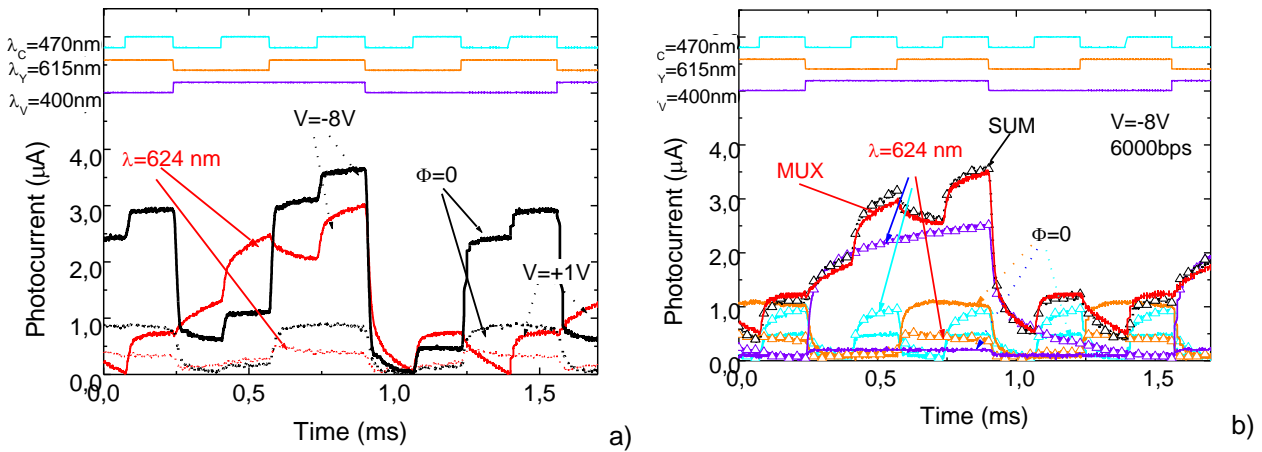 λC=470nm
λY=615nm
λV=400nm
V=-8V
λ=624 nm
Φ=0
V=+1V
4,0
3,0
2,0
1,0
0,0
Photocurrent (μA)
0,0 0,5 1,0 1,5
Time (ms)
a)
C=470nm
Y=615nm
V=400nm
SUM
V=-8V
6000bps
λ=624 nm
MUX
Φ=0
4,0
3,0
2,0
1,0
0,0
Photocurrent (μA)
0,0 0,5 1,0 1,5
Time (ms)
b)